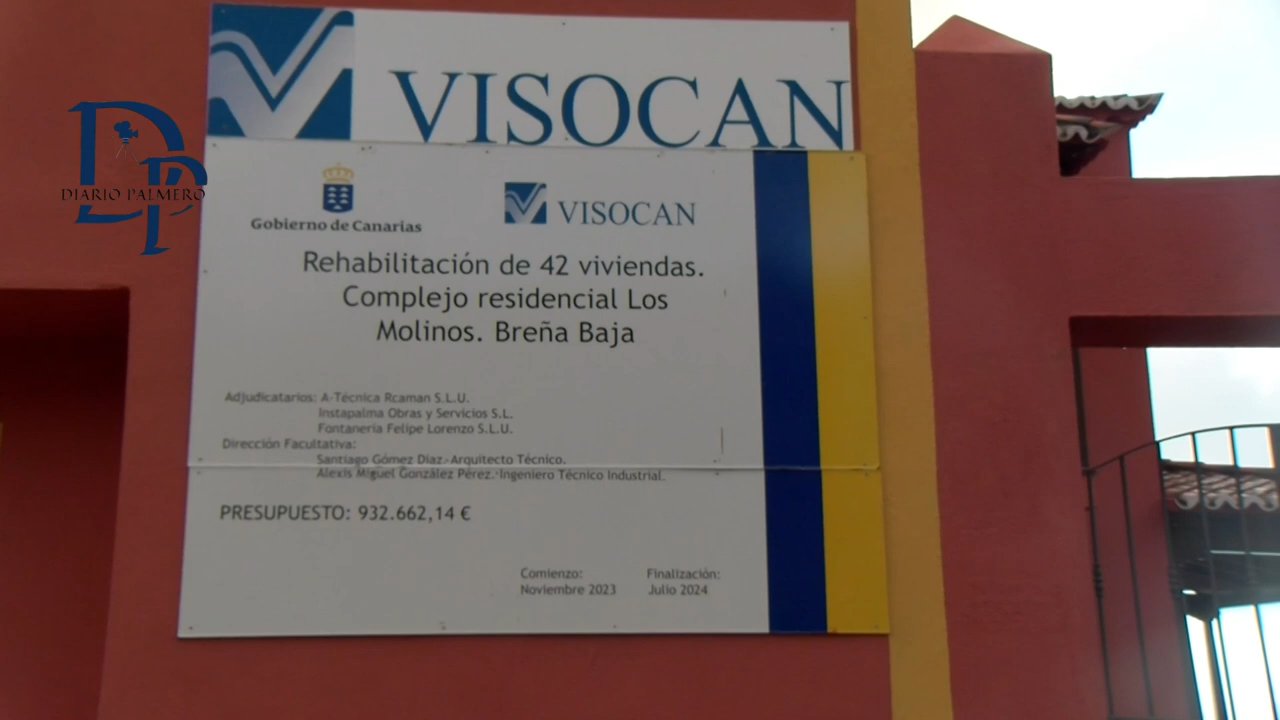 VISOCAN
DIARIO PALMERO
Gobierno de Canarias
VISOCAN
Rehabilitación de 42 viviendas.
Complejo residencial Los
Molinos. Breña Baja
Adjudicatarios: A-Técnica Rcaman S.L.U.
Instapalma Obras y Servicios S.L.
Fontanería Felipe Lorenzo S.L.U.
Dirección Facultativa:
Santiago Gómez Díaz. Arquitecto Técnico.
Alexis Miguel González Pérez. Ingeniero Técnico Industrial.
PRESUPUESTO: 932.662,14 €
Comienzo: Finalización:
Noviembre 2023 Julio 2024